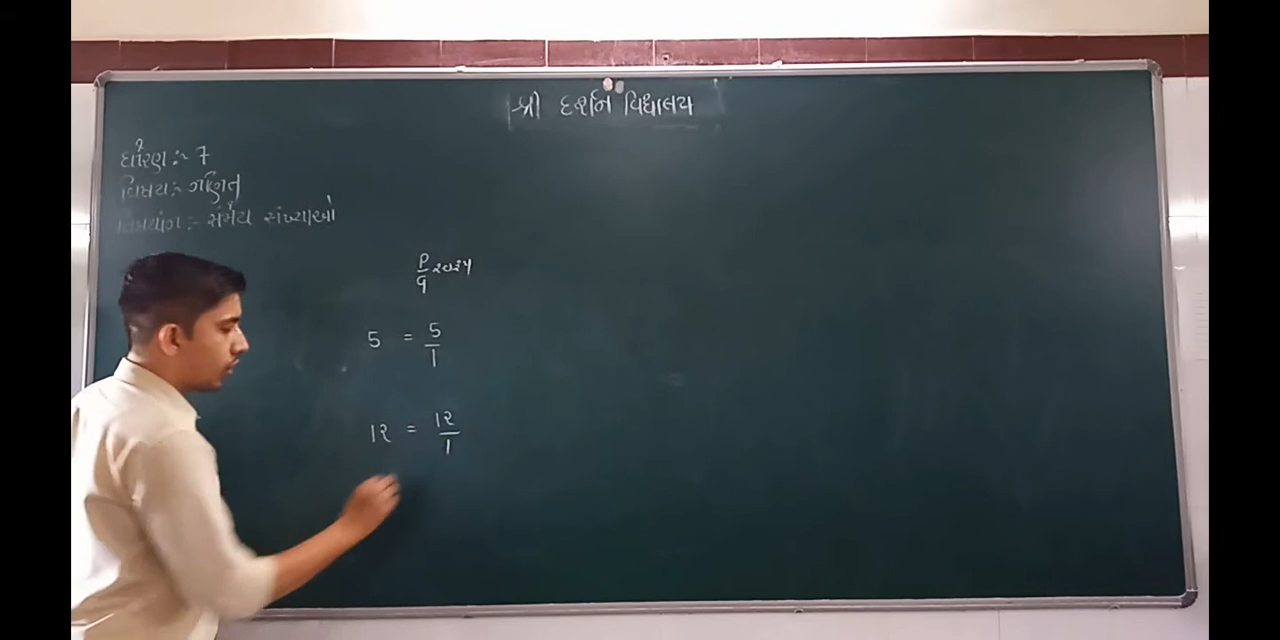 શ્રી દર્શન વિધાલય
ધોરણ :- 7
વિષય :- ગણિત
વિષયાંગ :- સંમેય સંખ્યાઓ
P/q સ્વરૂપ
5 = 5/1
12 = 12/1